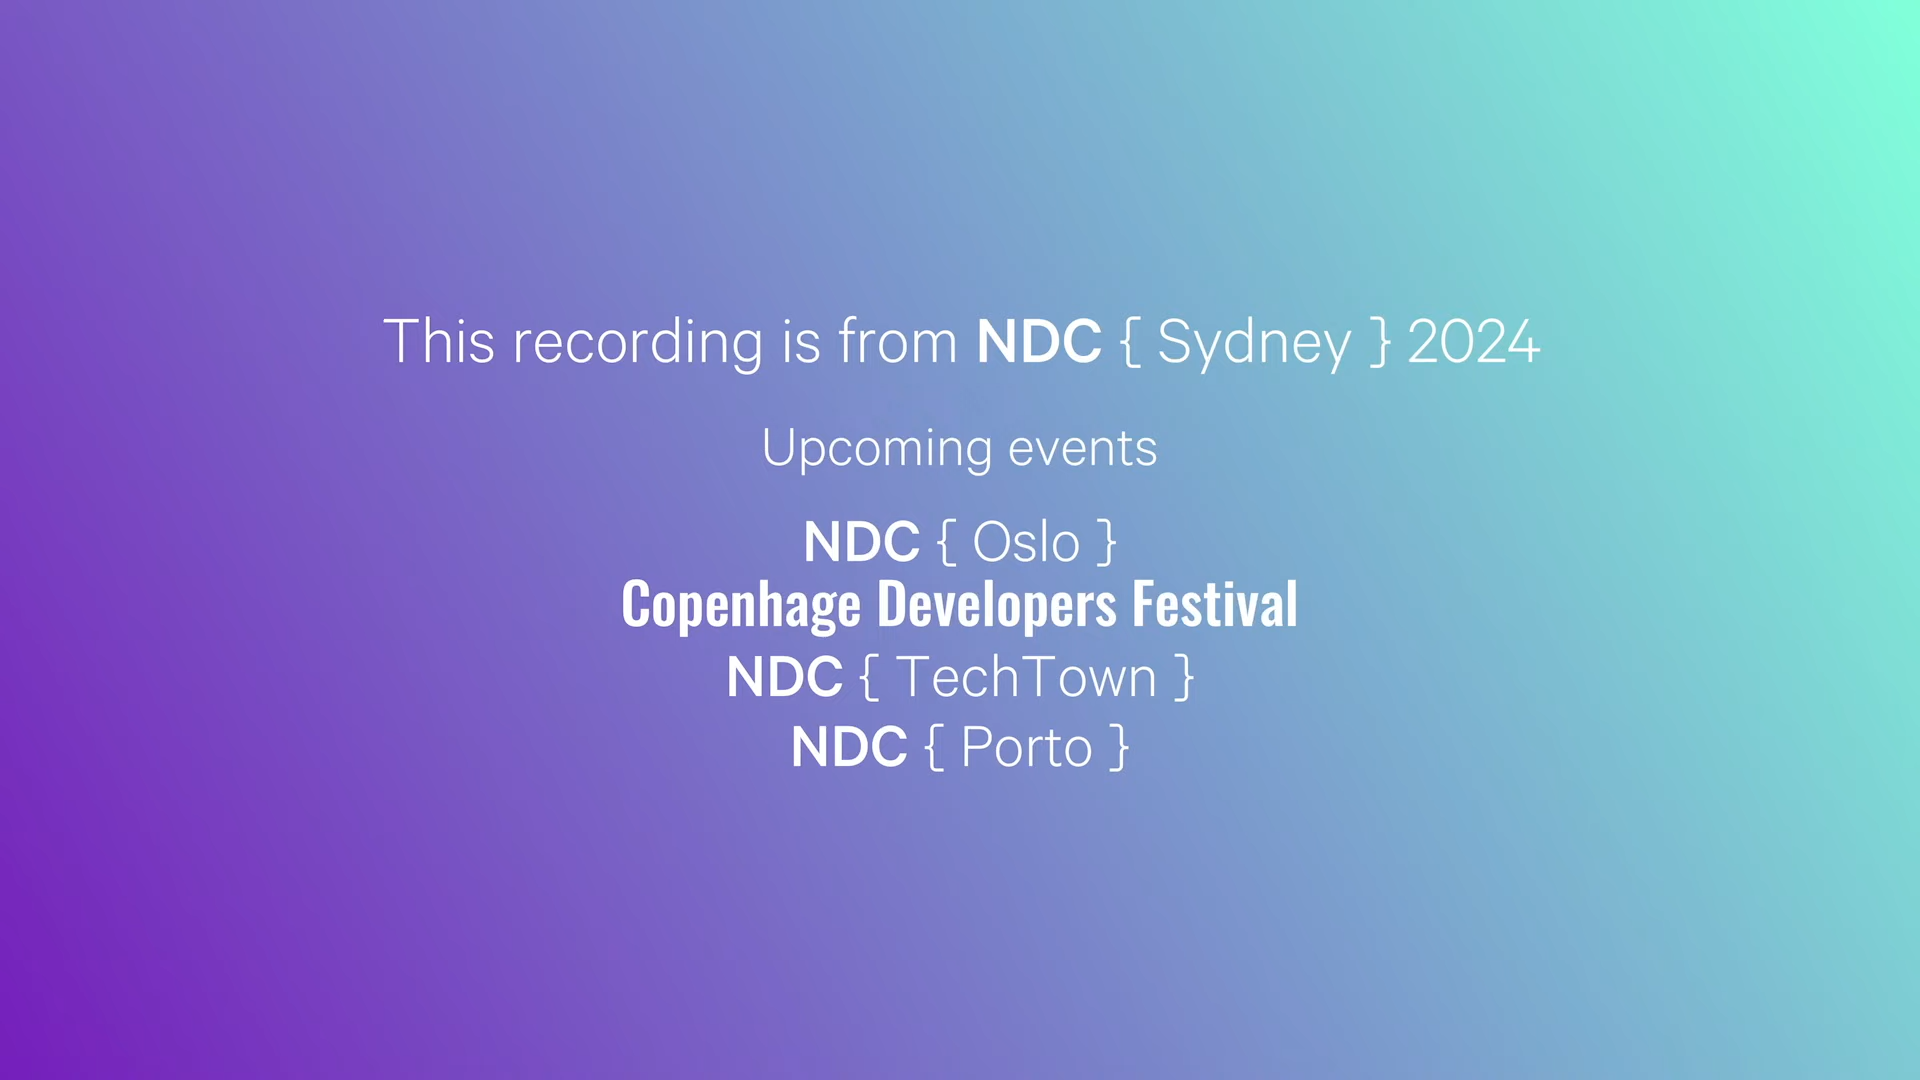 This recording is from NDC { Sydney } 2024
Upcoming events
NDC { Oslo }
Copenhage Developers Festival
NDC { TechTown }
NDC { Porto }